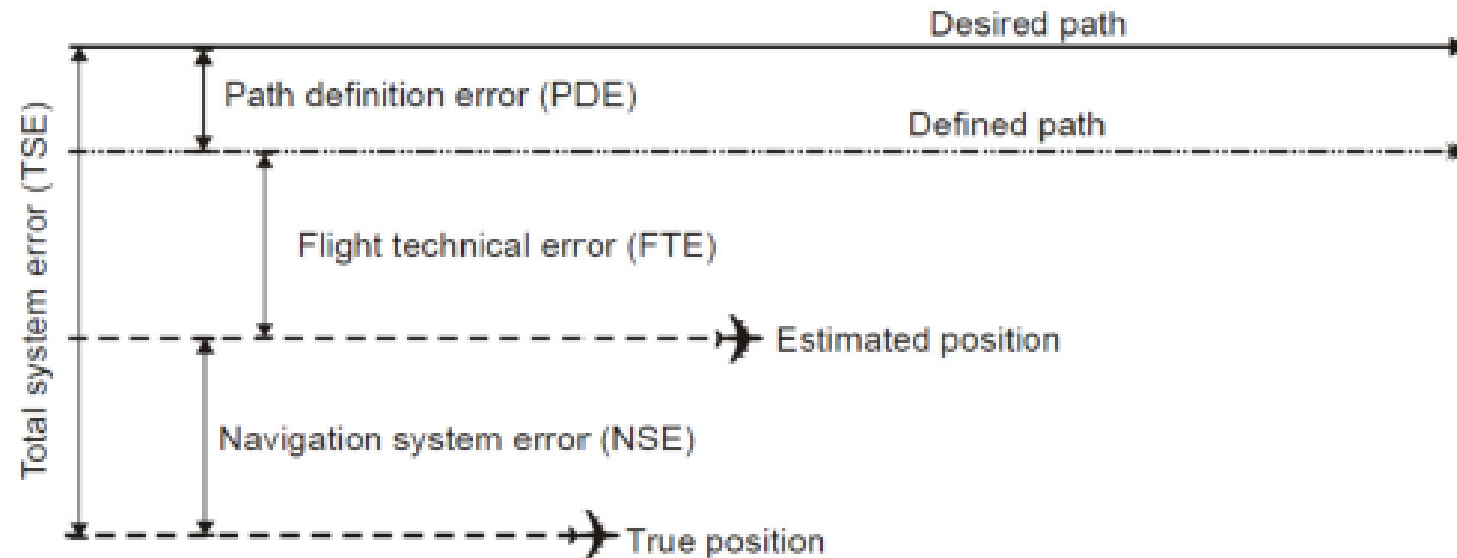 Desired path
Path definition error (PDE)
Defined path
Total system error (TSE)
Flight technical error (FTE)
Estimated position
Navigation system error (NSE)
True position